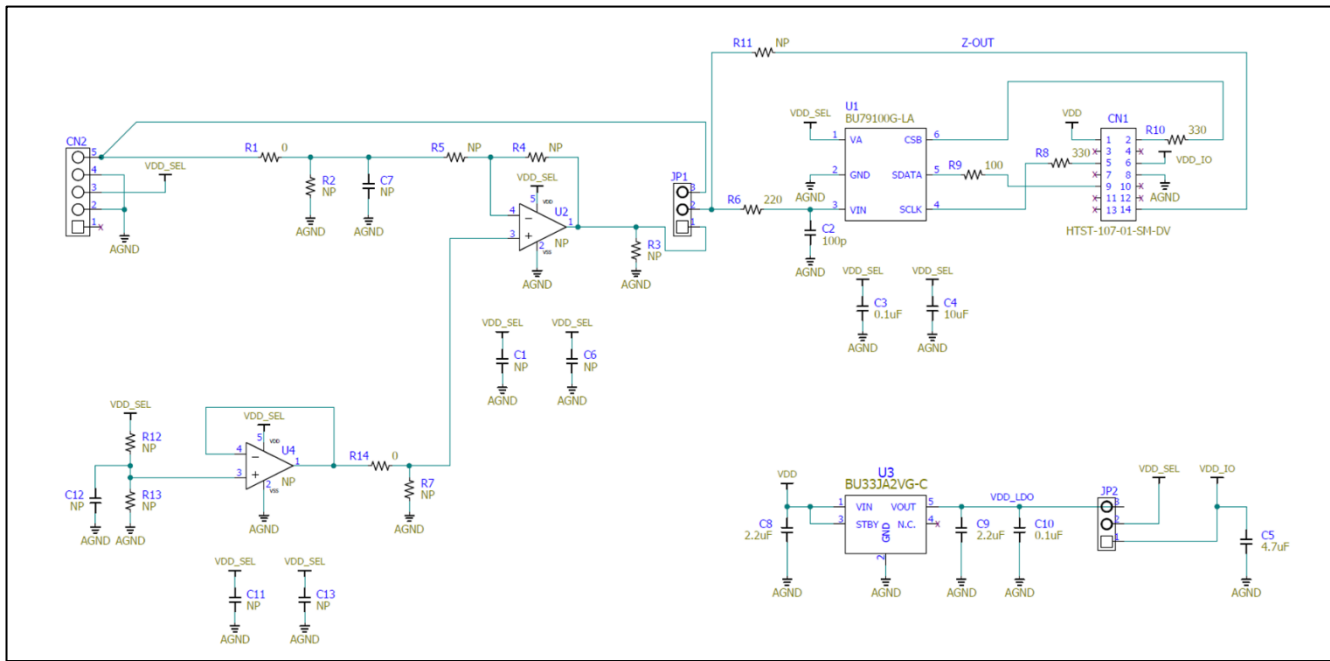 R11 NP
Z-OUT
U1
BU79100G-LA
VDD_SEL
1 VA CSB 6
2 GND SDATA 5
3 VIN SCLK 4
AGND
R9 100
R8 330
VDD
CN1
1 2
3 4
5 6
7 8
9 10
11 12
13 14
HTST-107-01-SM-DV
R10 330
VDD_IO
AGND
CN2
5
4
3
2
1
VDD_SEL
AGND
R1 0
R2
NP
AGND
C7
NP
AGND
R5 NP
R4 NP
VDD_SEL
5 VDD
U2
4
3
1
2 VSS
NP
AGND
R3
NP
AGND
JP1
3
2
1
R6 220
C2
100p
AGND
VDD_SEL
C3
0.1uF
AGND
VDD_SEL
C4
10uF
AGND
VDD_SEL
C1
NP
AGND
VDD_SEL
C6
NP
AGND
VDD_SEL
R12
NP
C12
NP
R13
NP
AGND
AGND
VDD_SEL
5 VDD
U4
4
3
1
2 VSS
NP
AGND
R14 0
R7
NP
AGND
VDD_SEL
C11
NP
AGND
VDD_SEL
C13
NP
AGND
VDD
C8
2.2uF
AGND
U3
BU33JA2VG-C
1 VIN VOUT 5
3 STBY N.C. 4
GND
2
AGND
VDD_LDO
C9
2.2uF
AGND
C10
0.1uF
AGND
JP2
3
2
1
VDD_SEL
VDD_IO
C5
4.7uF
AGND